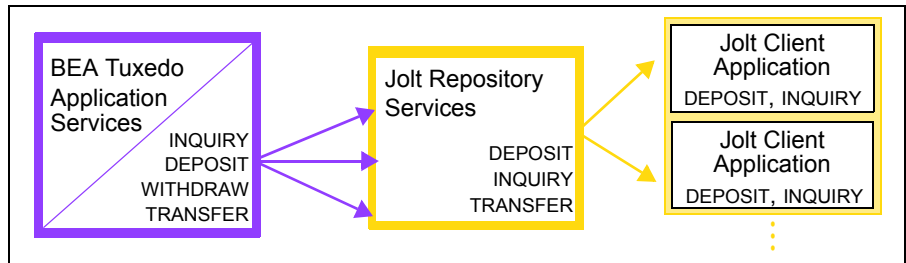 BEA Tuxedo
Application
Services
INQUIRY
DEPOSIT
WITHDRAW
TRANSFER
Jolt Repository
Services
DEPOSIT
INQUIRY
TRANSFER
Jolt Client
Application
DEPOSIT, INQUIRY
Jolt Client
Application
DEPOSIT, INQUIRY